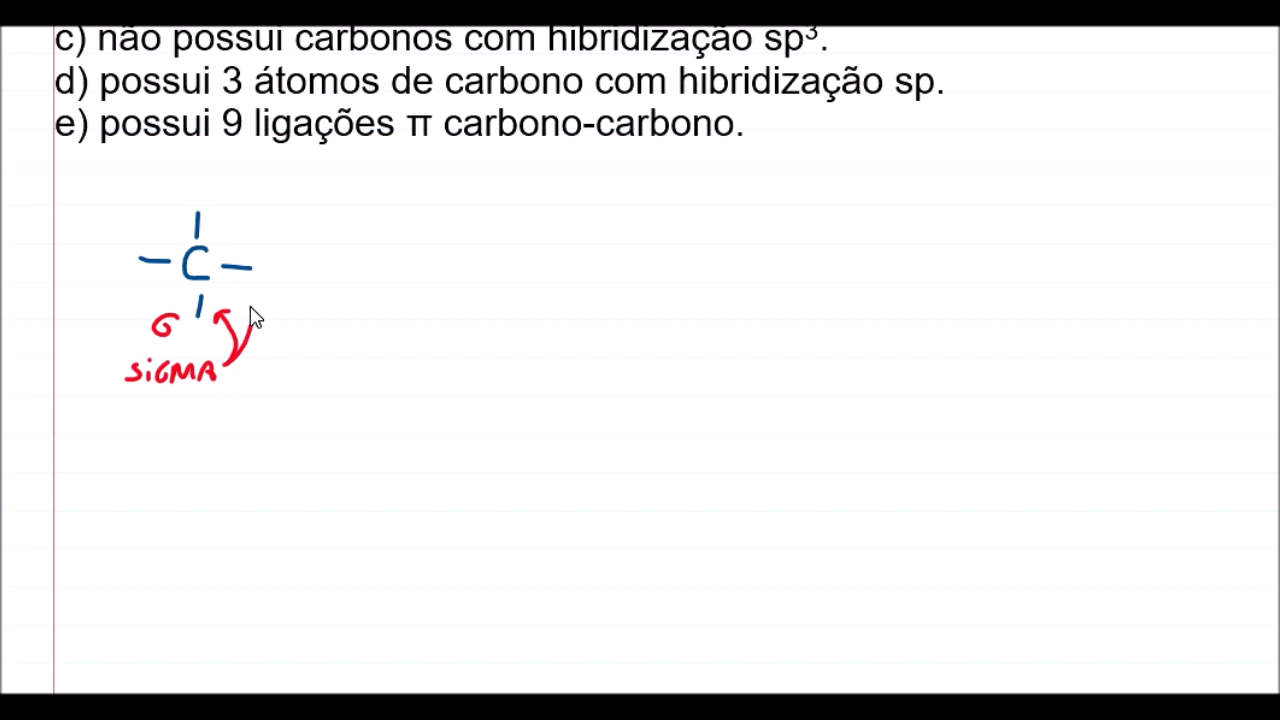 c) não possui carbonos com hibridização sp³.
d) possui 3 átomos de carbono com hibridização sp.
e) possui 9 ligações π carbono-carbono.
C
σ
SiGMA